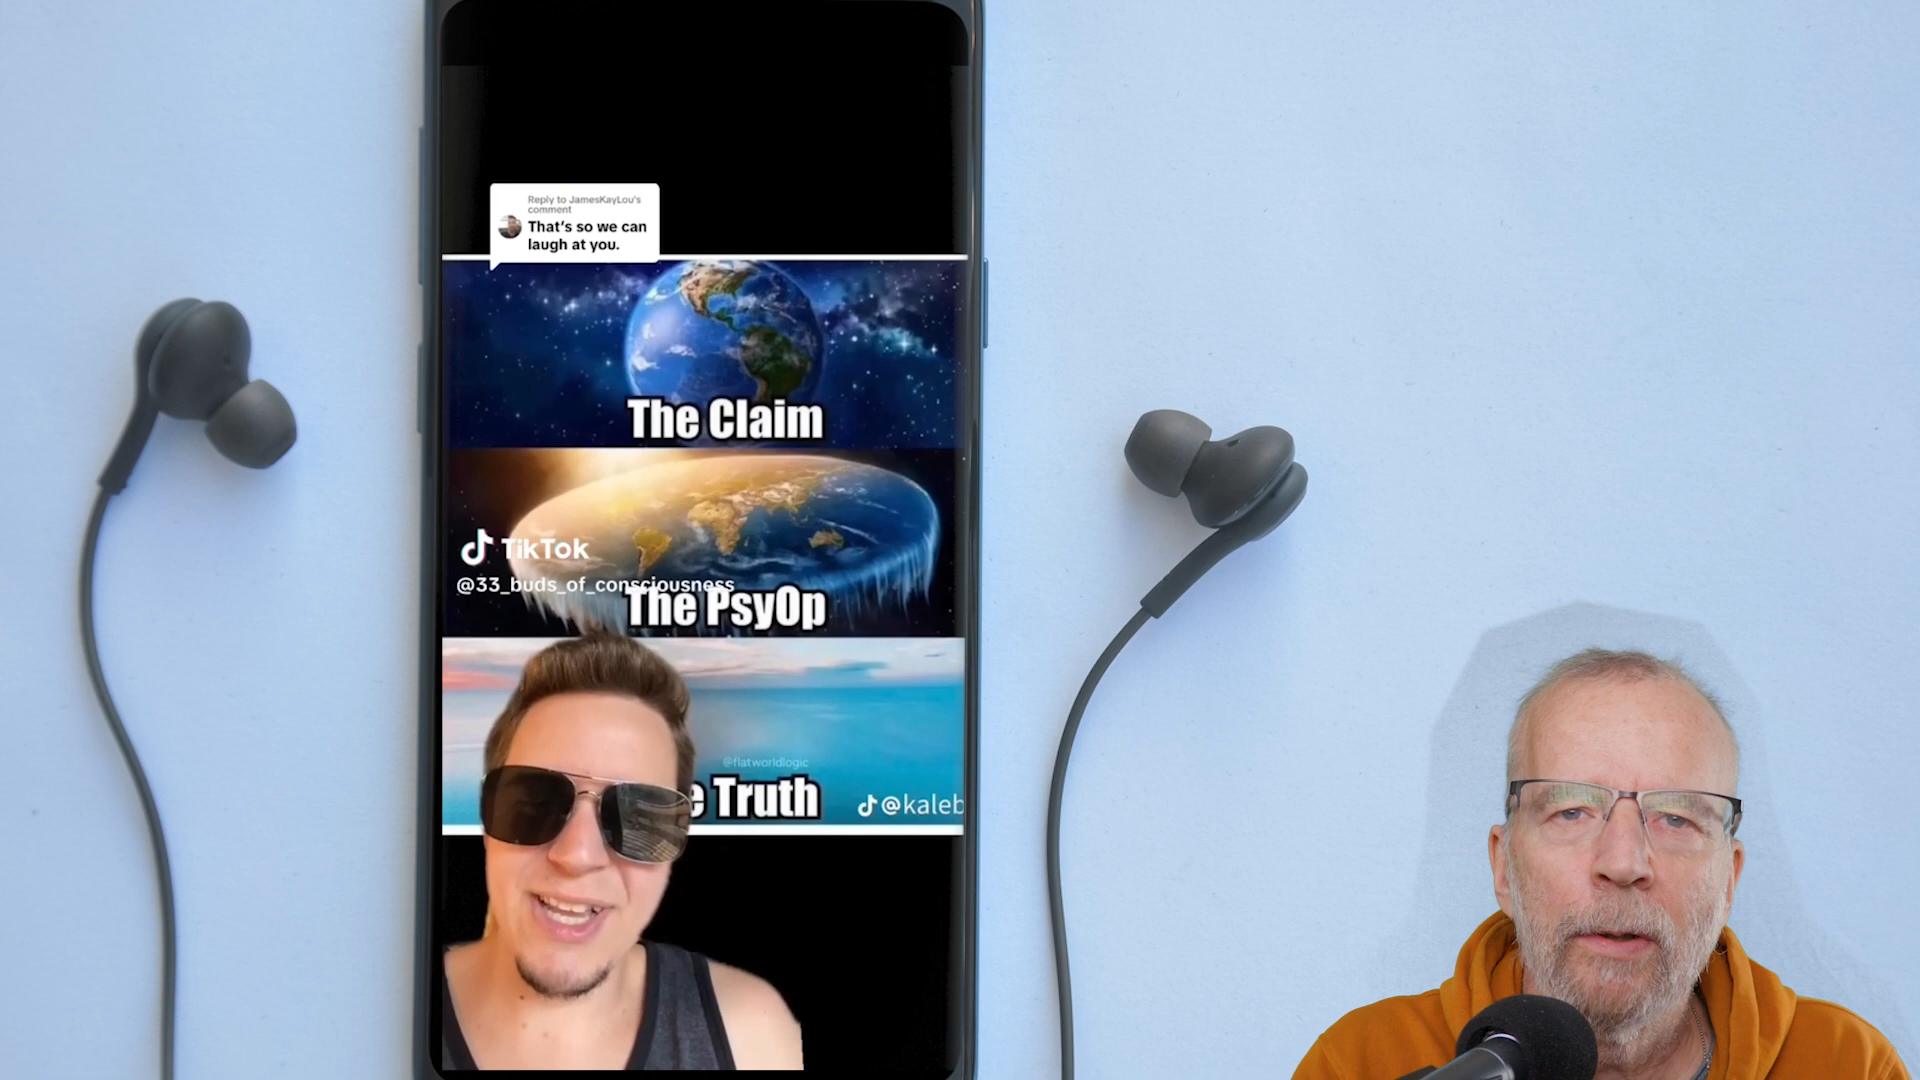 Reply to JamesKayLou's
comment
That's so we can
laugh at you.
The Claim
TikTok
@33_buds_of_consciousness
The PsyOp
@flatworldlogic
e Truth
@kaleb